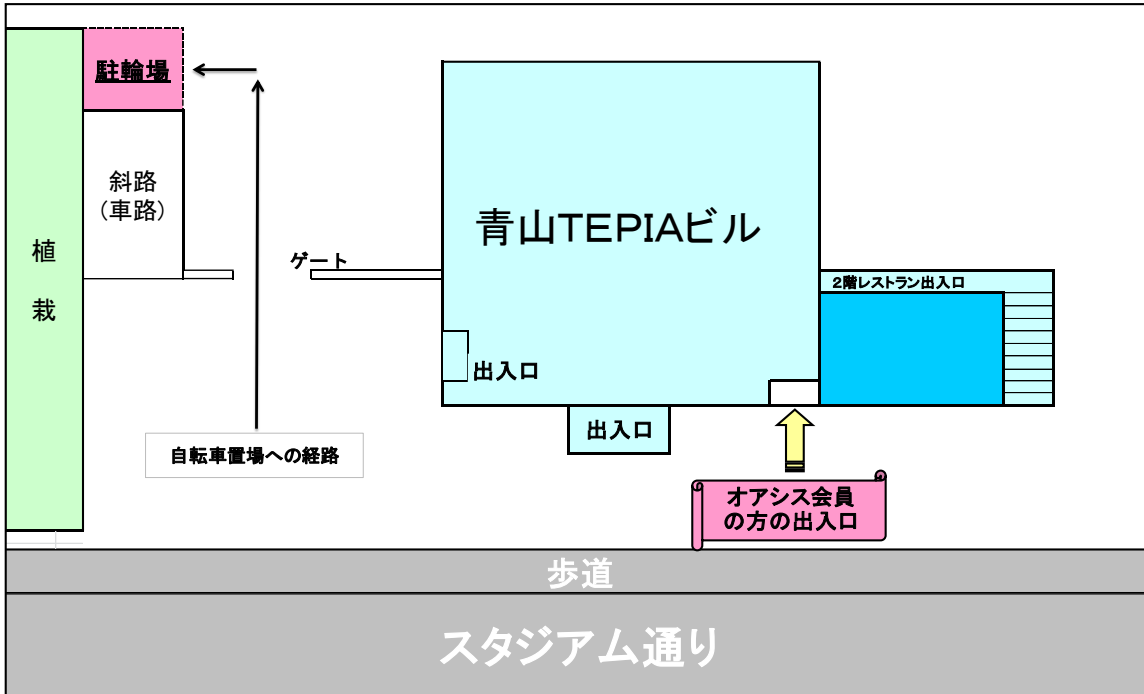 駐輪場
斜路
(車路)
植
栽
ゲート
青山TEPIAビル
2階レストラン出入口
出入口
出入口
自転車置場への経路
オアシス会員
の方の出入口
歩道
スタジアム通り